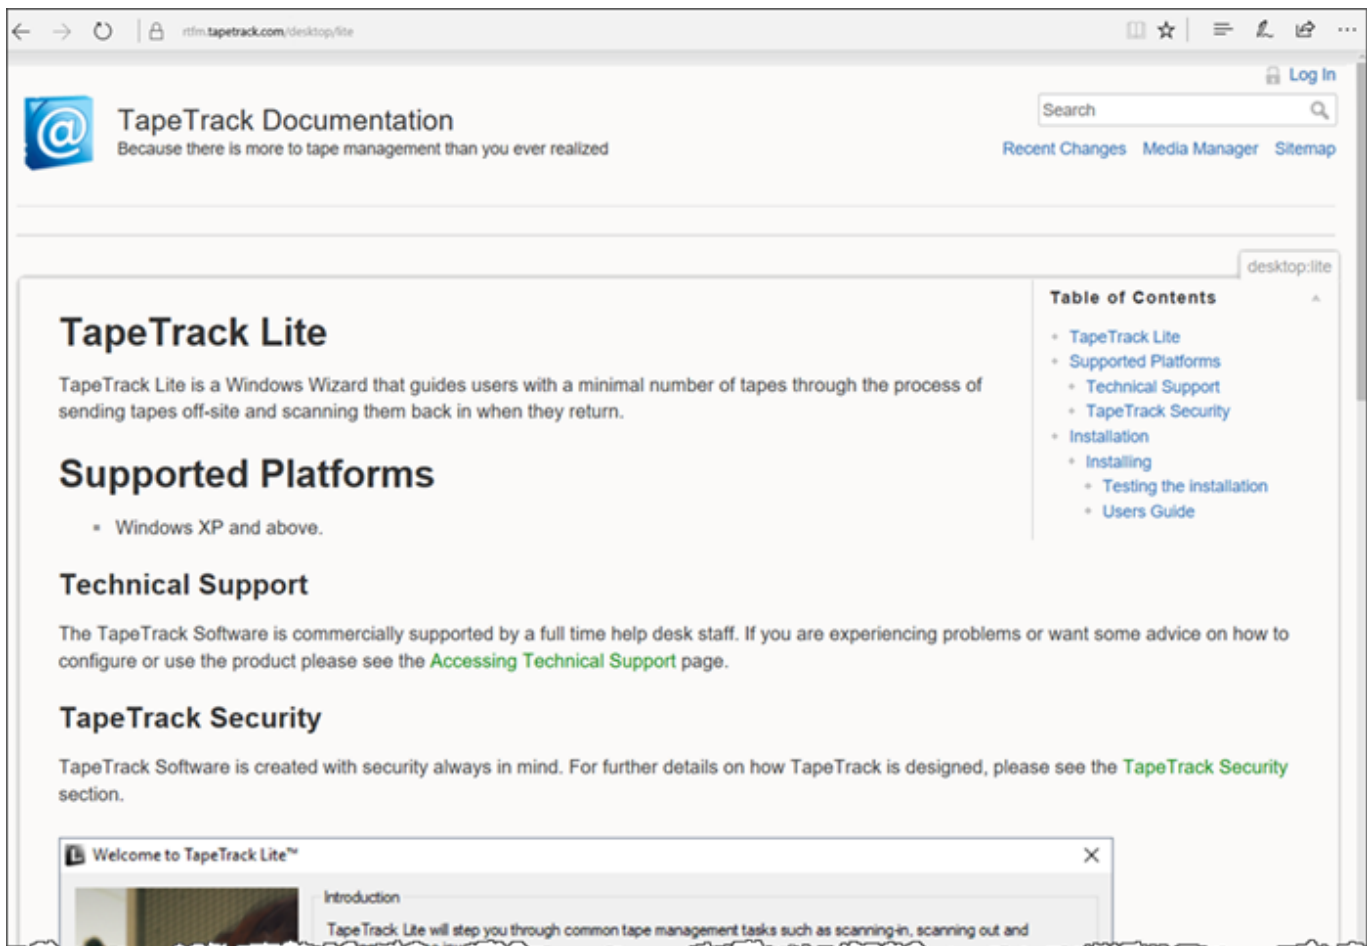 rtfm.tapetrack.com/desktop/lite
Log In
TapeTrack Documentation
Because there is more to tape management than you ever realized
Search
Recent Changes Media Manager Sitemap
desktop:lite
Table of Contents
TapeTrack Lite
Supported Platforms
Technical Support
TapeTrack Security
Installation
Installing
Testing the installation
Users Guide
TapeTrack Lite
TapeTrack Lite is a Windows Wizard that guides users with a minimal number of tapes through the process of
sending tapes off-site and scanning them back in when they return.
Supported Platforms
Windows XP and above.
Technical Support
The TapeTrack Software is commercially supported by a full time help desk staff. If you are experiencing problems or want some advice on how to
configure or use the product please see the Accessing Technical Support page.
TapeTrack Security
TapeTrack Software is created with security always in mind. For further details on how TapeTrack is designed, please see the TapeTrack Security
section.
Welcome to TapeTrack Lite™
Introduction
TapeTrack Lite will step you through common tape management tasks such as scanning-in, scanning out and